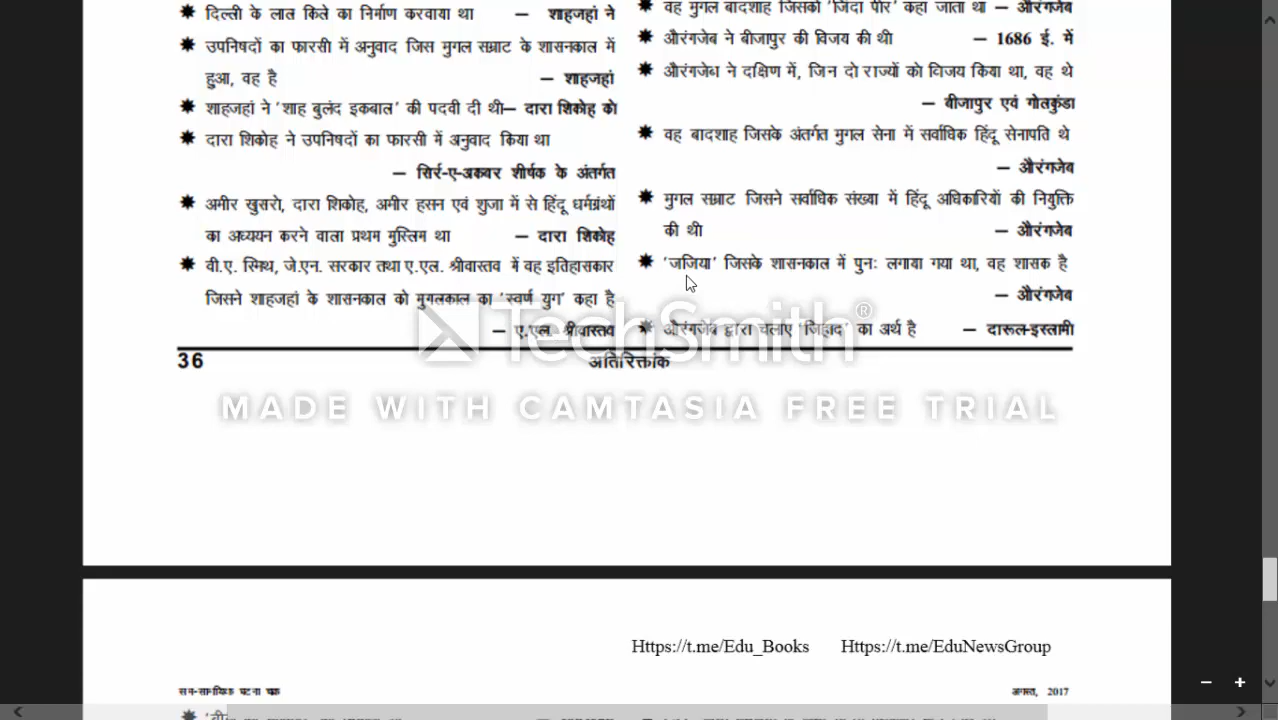 ✷ दिल्ली के लाल किले का निर्माण करवाया था — शाहजहां ने
✷ उपनिषदों का फारसी में अनुवाद जिस मुगल सम्राट के शासनकाल में
हुआ, वह है — शाहजहां
✷ शाहजहां ने 'शाह बुलंद इकबाल' की पदवी दी थी— दारा शिकोह को
✷ दारा शिकोह ने उपनिषदों का फारसी में अनुवाद किया था
— सिर्र-ए-अकबर शीर्षक के अंतर्गत
✷ अमीर खुसरो, दारा शिकोह, अमीर हसन एवं शुजा में से हिंदू धर्मग्रंथों
का अध्ययन करने वाला प्रथम मुस्लिम था — दारा शिकोह
✷ वी.ए. स्मिथ, जे.एन. सरकार तथा ए.एल. श्रीवास्तव में वह इतिहासकार
जिसने शाहजहां के शासनकाल को मुगलकाल का 'स्वर्ण युग' कहा है
— ए.एल. श्रीवास्तव
वह मुगल बादशाह जिसको 'जिंदा पीर' कहा जाता था — औरंगजेब
✷ औरंगजेब ने बीजापुर की विजय की थी — 1686 ई. में
✷ औरंगजेब ने दक्षिण में, जिन दो राज्यों को विजय किया था, वह थे
— बीजापुर एवं गोलकुंडा
✷ वह बादशाह जिसके अंतर्गत मुगल सेना में सर्वाधिक हिंदू सेनापति थे
— औरंगजेब
✷ मुगल सम्राट जिसने सर्वाधिक संख्या में हिंदू अधिकारियों की नियुक्ति
की थी — औरंगजेब
✷ 'जजिया' जिसके शासनकाल में पुनः लगाया गया था, वह शासक है
— औरंगजेब
✷ औरंगजेब द्वारा चलाए 'जिहाद' का अर्थ है — दारूल-इस्लामी
36 अतिरिक्तांक
TechSmith®
MADE WITH CAMTASIA FREE TRIAL
Https://t.me/Edu_Books Https://t.me/EduNewsGroup
सम-सामयिक घटना चक्र अगस्त, 2017